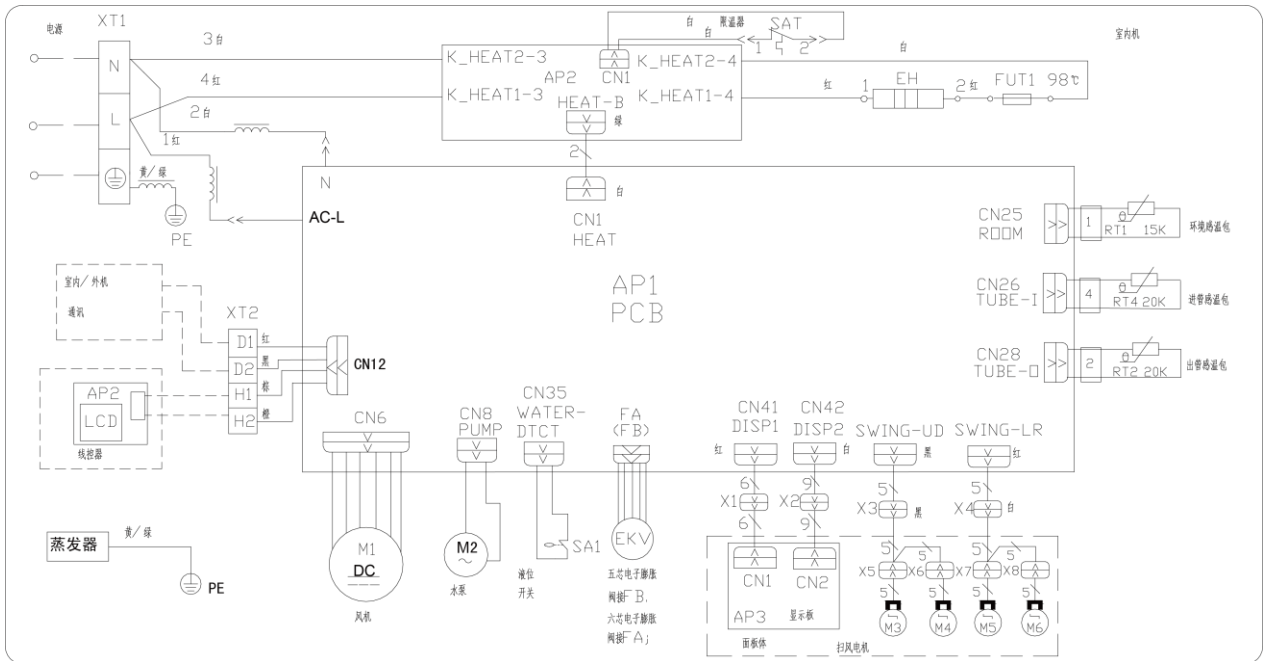 电源
XT1
N
L
3白
4红
2白
1红
黄/绿
PE
N
AC-L
白
限温器
SAT
白
1
2
K_HEAT2-3
CN1
K_HEAT2-4
AP2
K_HEAT1-3
K_HEAT1-4
HEAT-B
绿
2
白
CN1
HEAT
室内机
白
红
1
EH
2红
FUT1
98℃
AP1
PCB
CN25
ROOM
1
θ
RT1 15K
环境感温包
CN26
TUBE-I
4
θ
RT4 20K
进管感温包
CN28
TUBE-O
2
θ
RT2 20K
出管感温包
室内/外机
通讯
XT2
D1
红
D2
黑
H1
棕
H2
橙
CN12
AP2
LCD
线控器
蒸发器
黄/绿
PE
CN6
M1
DC
风机
CN8
PUMP
M2
~
水泵
CN35
WATER-
DTCT
SA1
液位
开关
FA
(FB)
EKV
五芯电子膨胀
阀接FB,
六芯电子膨胀
阀接FA;
CN41
DISP1
红
6
X1
6
CN1
CN42
DISP2
白
9
X2
9
CN2
AP3
显示板
面板体
SWING-UD
黑
5
X3
黑
5
5
X5
X6
5
5
M3
M4
SWING-LR
红
5
X4
白
5
5
X7
X8
5
5
M5
M6
扫风电机